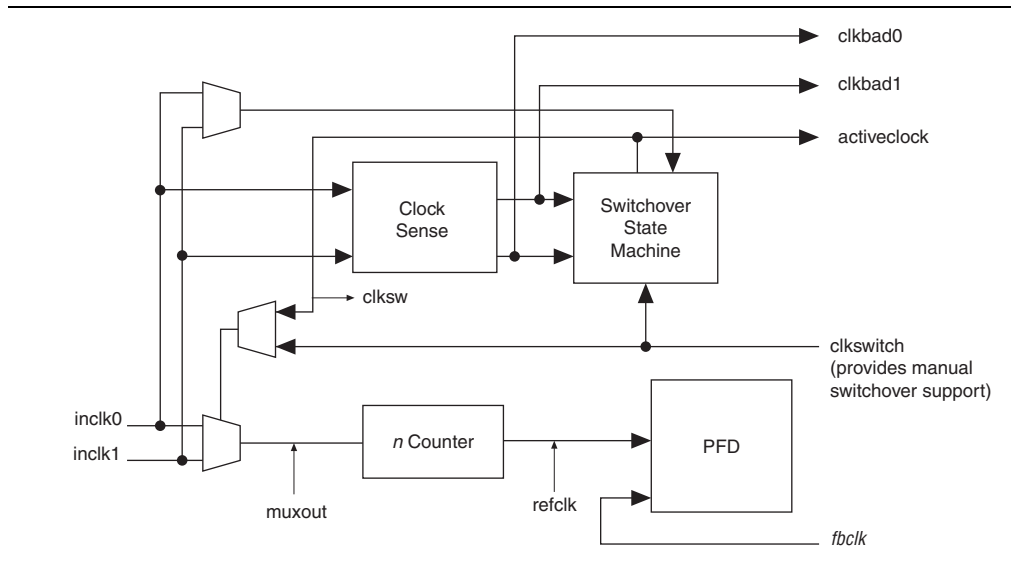 clkbad0
clkbad1
activeclock
Clock
Sense
Switchover
State
Machine
clksw
clkswitch
(provides manual
switchover support)
inclk0
inclk1
n Counter
PFD
muxout
refclk
fbclk